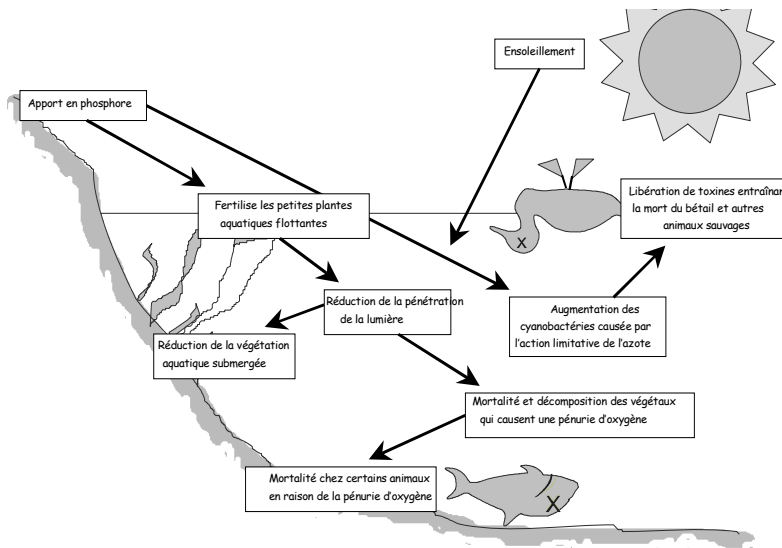 Ensoleillement
Apport en phosphore
Fertilise les petites plantes
aquatiques flottantes
Libération de toxines entraînan
la mort du bétail et autres
animaux sauvages
X
Réduction de la pénétration
de la lumière
Augmentation des
cyanobactéries causée par
l'action limitative de l'azote
Réduction de la végétation
aquatique submergée
Mortalité et décomposition des végétaux
qui causent une pénurie d'oxygène
Mortalité chez certains animaux
en raison de la pénurie d'oxygène
X